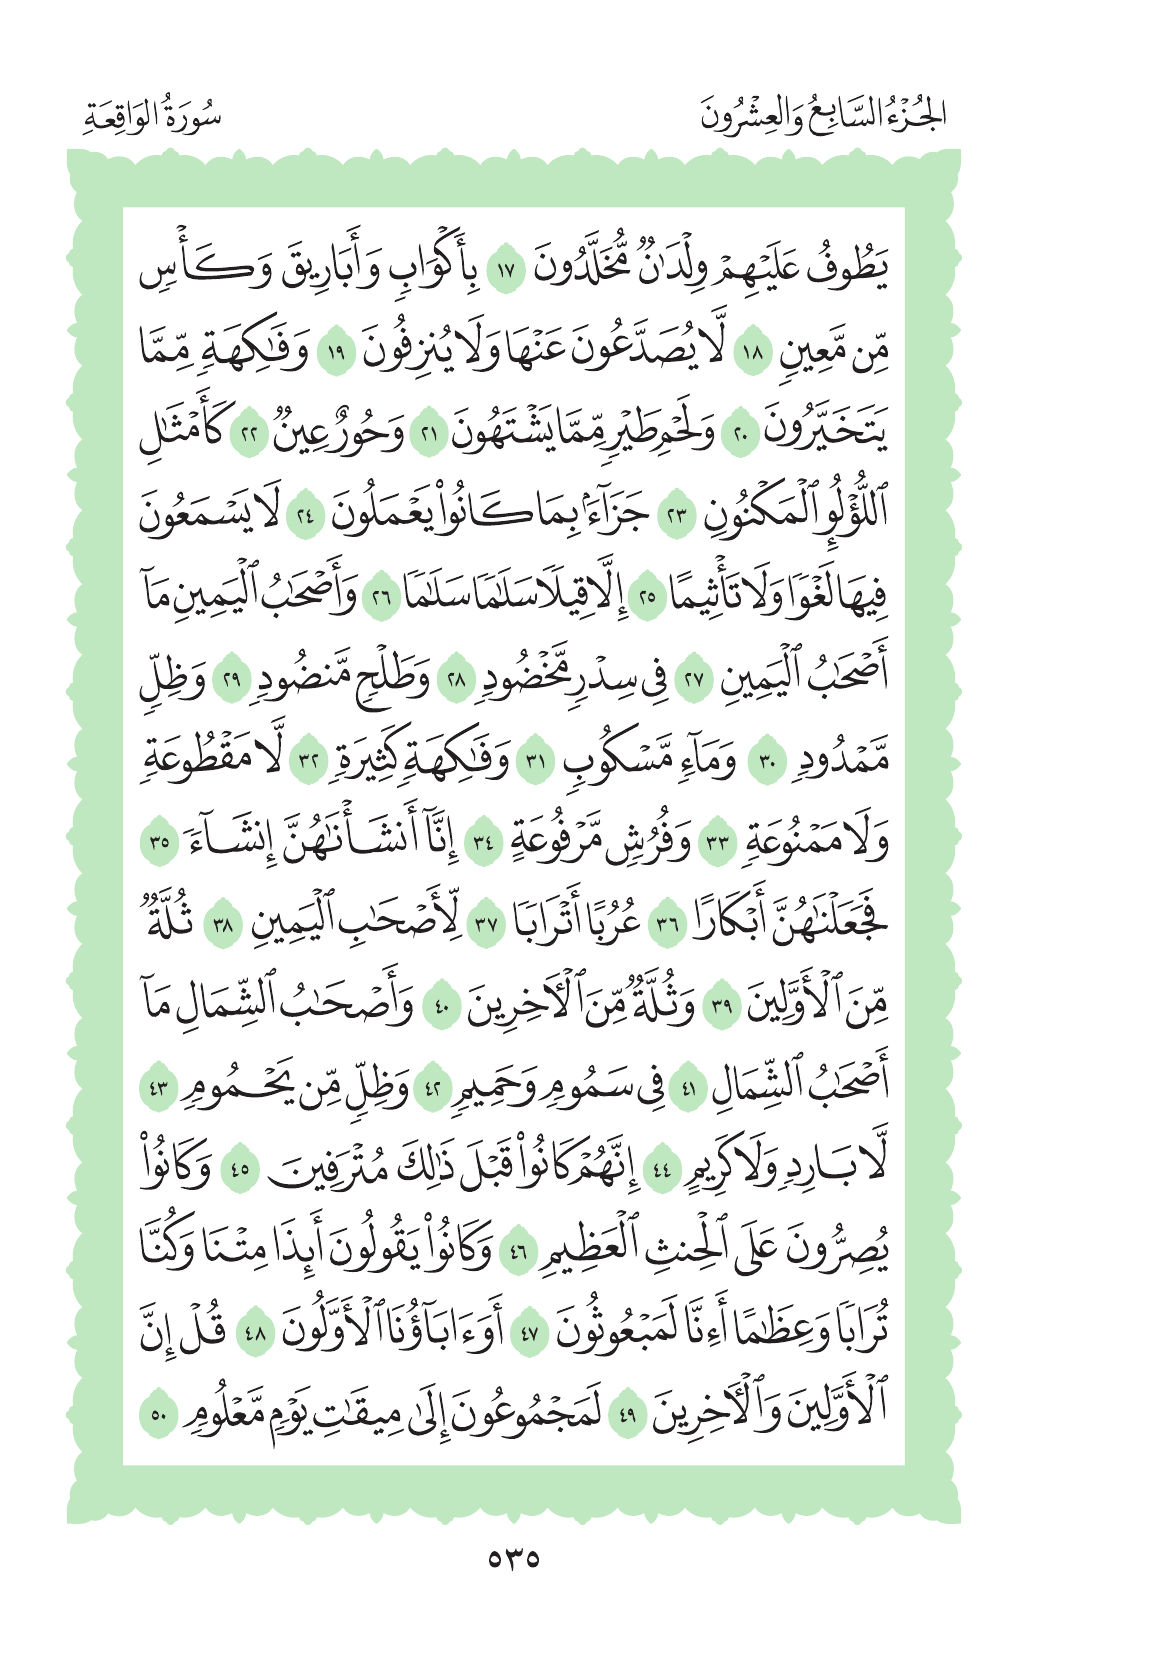 الجُزْءُ السَّابِعُ وَالعِشْرُونَ
سُورَةُ الوَاقِعَةِ
يَطُوفُ عَلَيْهِمْ وِلْدَٰنٌ مُّخَلَّدُونَ ١٧ بِأَكْوَابٍ وَأَبَارِيقَ وَكَأْسٍ
مِّن مَّعِينٍ ١٨ لَّا يُصَدَّعُونَ عَنْهَا وَلَا يُنزِفُونَ ١٩ وَفَٰكِهَةٍ مِّمَّا
يَتَخَيَّرُونَ ٢٠ وَلَحْمِ طَيْرٍ مِّمَّا يَشْتَهُونَ ٢١ وَحُورٌ عِينٌ ٢٢ كَأَمْثَٰلِ
ٱللُّؤْلُؤِ ٱلْمَكْنُونِ ٢٣ جَزَآءًۢ بِمَا كَانُوا۟ يَعْمَلُونَ ٢٤ لَا يَسْمَعُونَ
فِيهَا لَغْوًا وَلَا تَأْثِيمًا ٢٥ إِلَّا قِيلًا سَلَٰمًا سَلَٰمًا ٢٦ وَأَصْحَٰبُ ٱلْيَمِينِ مَآ
أَصْحَٰبُ ٱلْيَمِينِ ٢٧ فِى سِدْرٍ مَّخْضُودٍ ٢٨ وَطَلْحٍ مَّنضُودٍ ٢٩ وَظِلٍّ
مَّمْدُودٍ ٣٠ وَمَآءٍ مَّسْكُوبٍ ٣١ وَفَٰكِهَةٍ كَثِيرَةٍ ٣٢ لَّا مَقْطُوعَةٍ
وَلَا مَمْنُوعَةٍ ٣٣ وَفُرُشٍ مَّرْفُوعَةٍ ٣٤ إِنَّآ أَنشَأْنَٰهُنَّ إِنشَآءً ٣٥
فَجَعَلْنَٰهُنَّ أَبْكَارًا ٣٦ عُرُبًا أَتْرَابًا ٣٧ لِّأَصْحَٰبِ ٱلْيَمِينِ ٣٨ ثُلَّةٌ
مِّنَ ٱلْأَوَّلِينَ ٣٩ وَثُلَّةٌ مِّنَ ٱلْـَٔاخِرِينَ ٤٠ وَأَصْحَٰبُ ٱلشِّمَالِ مَآ
أَصْحَٰبُ ٱلشِّمَالِ ٤١ فِى سَمُومٍ وَحَمِيمٍ ٤٢ وَظِلٍّ مِّن يَحْمُومٍ ٤٣
لَّا بَارِدٍ وَلَا كَرِيمٍ ٤٤ إِنَّهُمْ كَانُوا۟ قَبْلَ ذَٰلِكَ مُتْرَفِينَ ٤٥ وَكَانُوا۟
يُصِرُّونَ عَلَى ٱلْحِنثِ ٱلْعَظِيمِ ٤٦ وَكَانُوا۟ يَقُولُونَ أَئِذَا مِتْنَا وَكُنَّا
تُرَابًا وَعِظَٰمًا أَءِنَّا لَمَبْعُوثُونَ ٤٧ أَوَءَابَآؤُنَا ٱلْأَوَّلُونَ ٤٨ قُلْ إِنَّ
ٱلْأَوَّلِينَ وَٱلْـَٔاخِرِينَ ٤٩ لَمَجْمُوعُونَ إِلَىٰ مِيقَٰتِ يَوْمٍ مَّعْلُومٍ ٥٠
٥٣٥